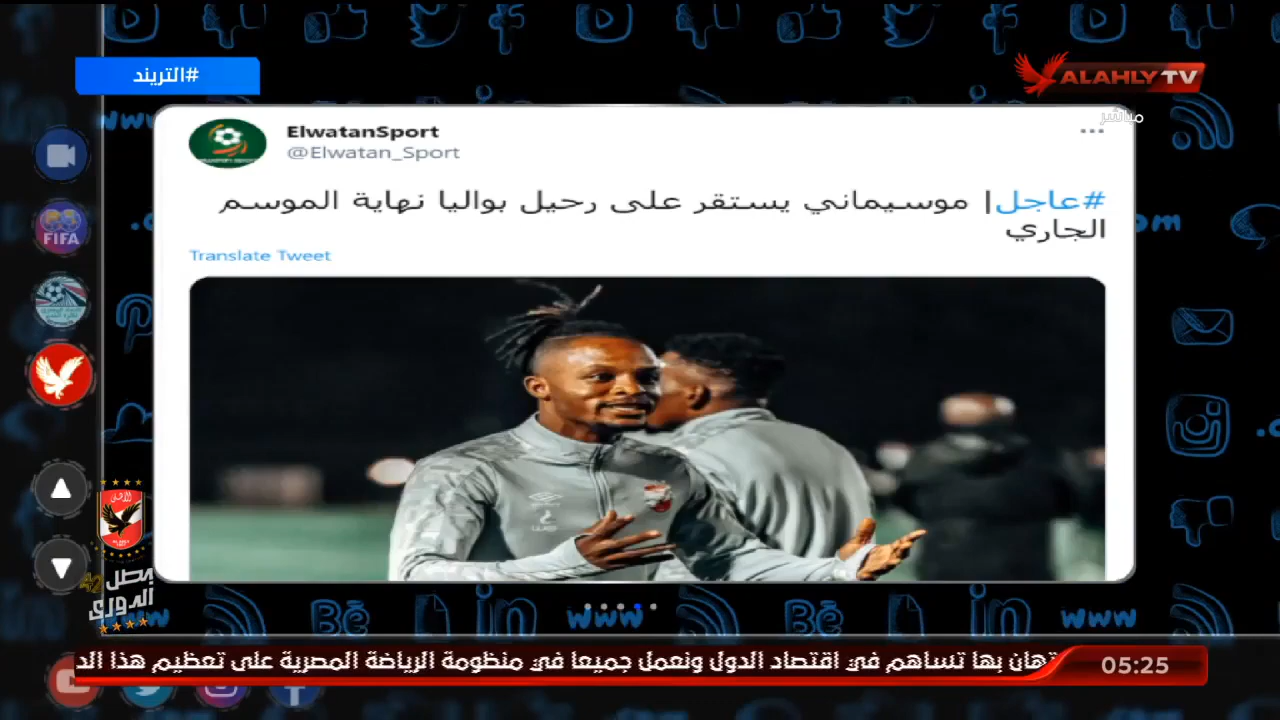 #التريند
ALAHLY TV
مباشر
ElwatanSport
@Elwatan_Sport
#عاجل| موسيماني يستقر على رحيل بواليا نهاية الموسم
الجاري
Translate Tweet
FIFA
بطل
الدوري
تهان بها تساهم في اقتصاد الدول ونعمل جميعا في منظومة الرياضة المصرية على تعظيم هذا الد
05:25